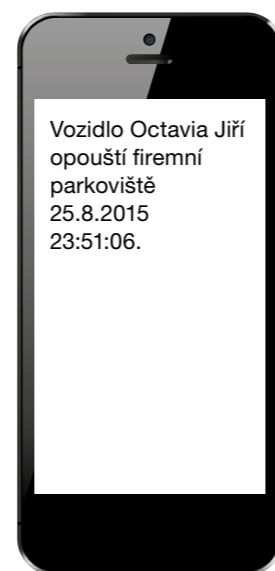 Vozidlo Octavia Jiří
opouští firemní
parkoviště
25.8.2015
23:51:06.